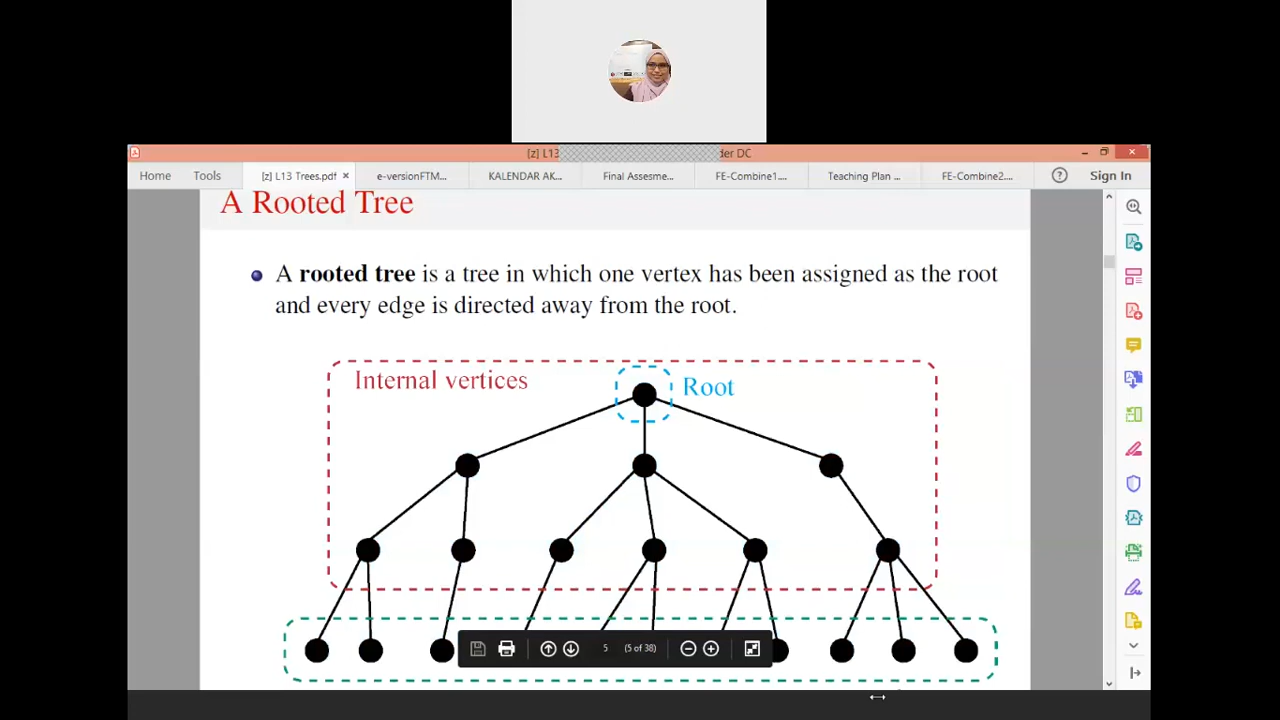 [z] L13
der DC
Home Tools [z] L13 Trees.pdf × e-versionFTM... KALENDAR AK... Final Assesme... FE-Combine1.... Teaching Plan ... FE-Combine2.... Sign In
A Rooted Tree
A rooted tree is a tree in which one vertex has been assigned as the root
and every edge is directed away from the root.
Internal vertices
Root
5 (5 of 38)